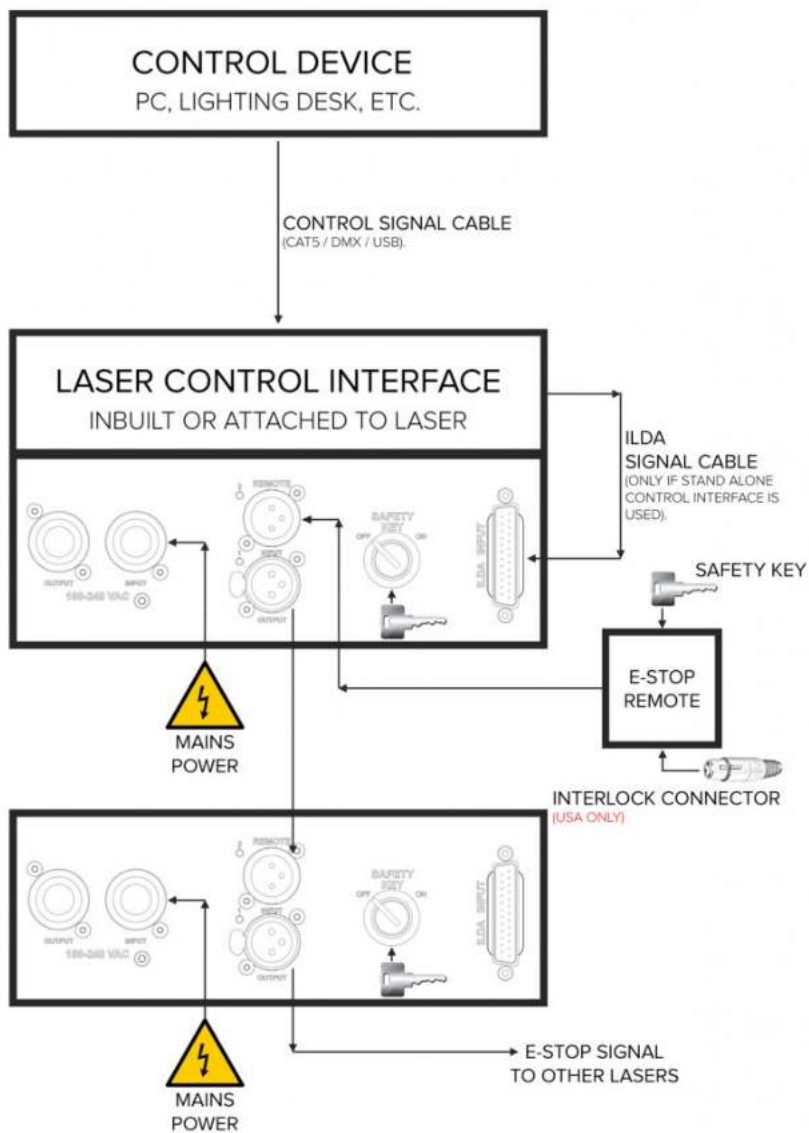 CONTROL DEVICE
PC, LIGHTING DESK, ETC.
CONTROL SIGNAL CABLE
(CAT5 / DMX / USB).
LASER CONTROL INTERFACE
INBUILT OR ATTACHED TO LASER
ILDA
SIGNAL CABLE
(ONLY IF STAND ALONE
CONTROL INTERFACE IS
USED).
REMOTE
INPUT
OUTPUT
OUTPUT
INPUT
100-240 VAC
SAFETY
KEY
OFF
ON
ILDA INPUT
SAFETY KEY
E-STOP
REMOTE
MAINS
POWER
INTERLOCK CONNECTOR
(USA ONLY)
REMOTE
INPUT
OUTPUT
OUTPUT
INPUT
100-240 VAC
SAFETY
KEY
OFF
ON
ILDA INPUT
MAINS
POWER
E-STOP SIGNAL
TO OTHER LASERS